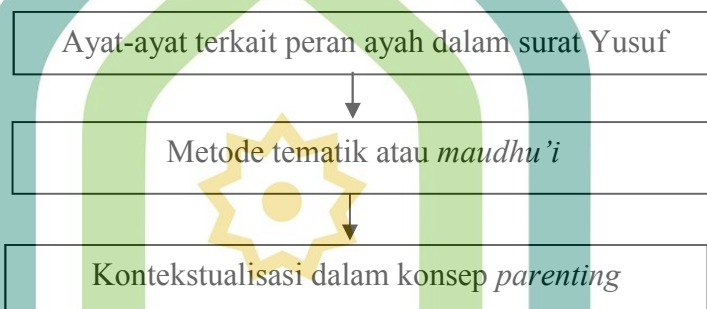 Ayat-ayat terkait peran ayah dalam surat Yusuf
Metode tematik atau maudhu’i
Kontekstualisasi dalam konsep parenting